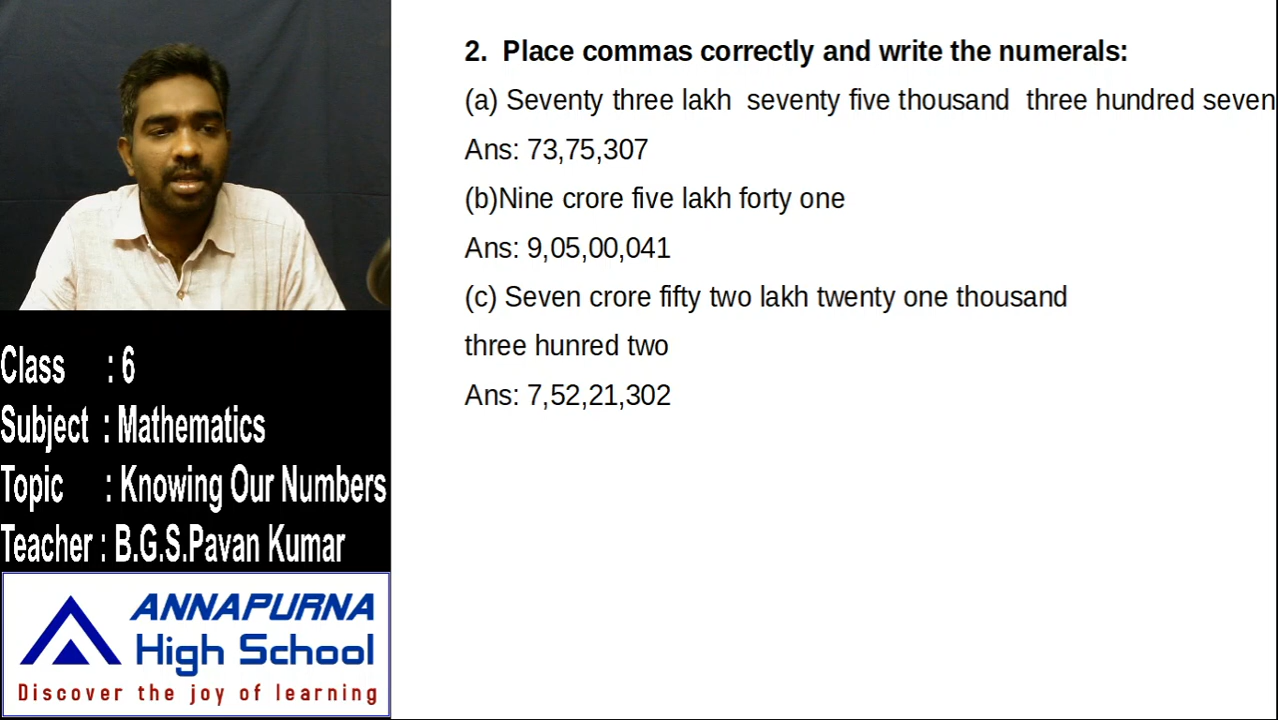 2. Place commas correctly and write the numerals:
(a) Seventy three lakh seventy five thousand three hundred seven
Ans: 73,75,307
(b)Nine crore five lakh forty one
Ans: 9,05,00,041
(c) Seven crore fifty two lakh twenty one thousand
three hunred two
Ans: 7,52,21,302
Class : 6
Subject : Mathematics
Topic : Knowing Our Numbers
Teacher : B.G.S.Pavan Kumar
ANNAPURNA
High School
Discover the joy of learning